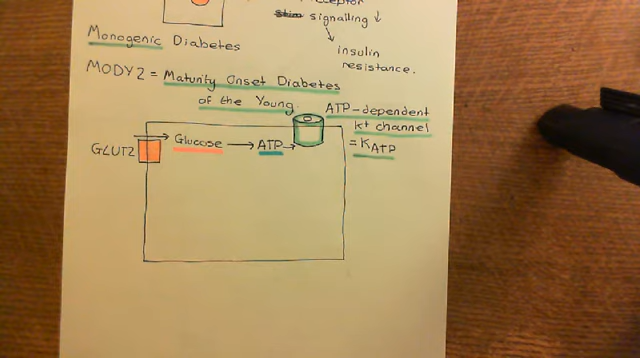 signalling ↓
insulin
resistance.
Monogenic Diabetes
MODY2 = Maturity Onset Diabetes
of the Young
ATP-dependent
K+ channel
= KATP
GLUT2 → Glucose → ATP →